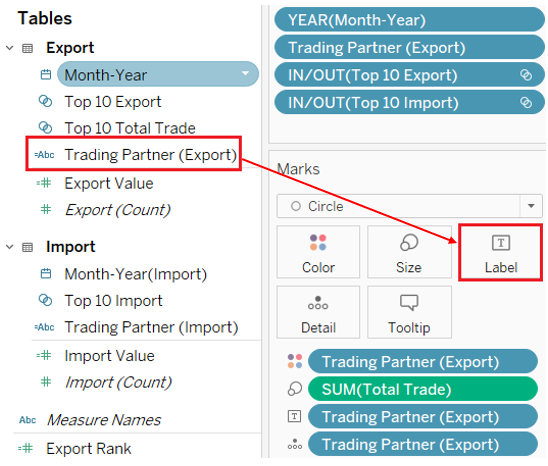 Tables
Export
Month-Year
Top 10 Export
Top 10 Total Trade
Abc Trading Partner (Export)
Export Value
Export (Count)
Import
Month-Year(Import)
Top 10 Import
Abc Trading Partner (Import)
Import Value
Import (Count)
Abc Measure Names
Export Rank
YEAR(Month-Year)
Trading Partner (Export)
IN/OUT(Top 10 Export)
IN/OUT(Top 10 Import)
Marks
Circle
Color Size T Label
Detail Tooltip
Trading Partner (Export)
SUM(Total Trade)
T Trading Partner (Export)
Trading Partner (Export)